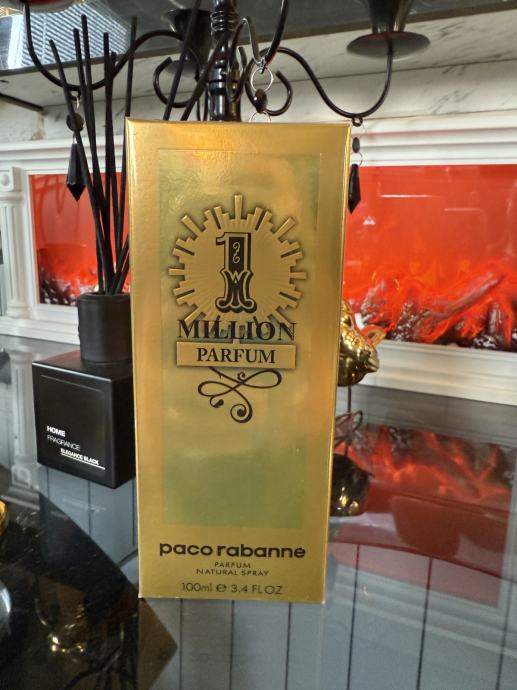 1
MILLION
PARFUM
paco rabanne
PARFUM
NATURAL SPRAY
100ml ℮ 3.4 FL OZ
HOME
FRAGRANCE
ELEGANCE BLACK